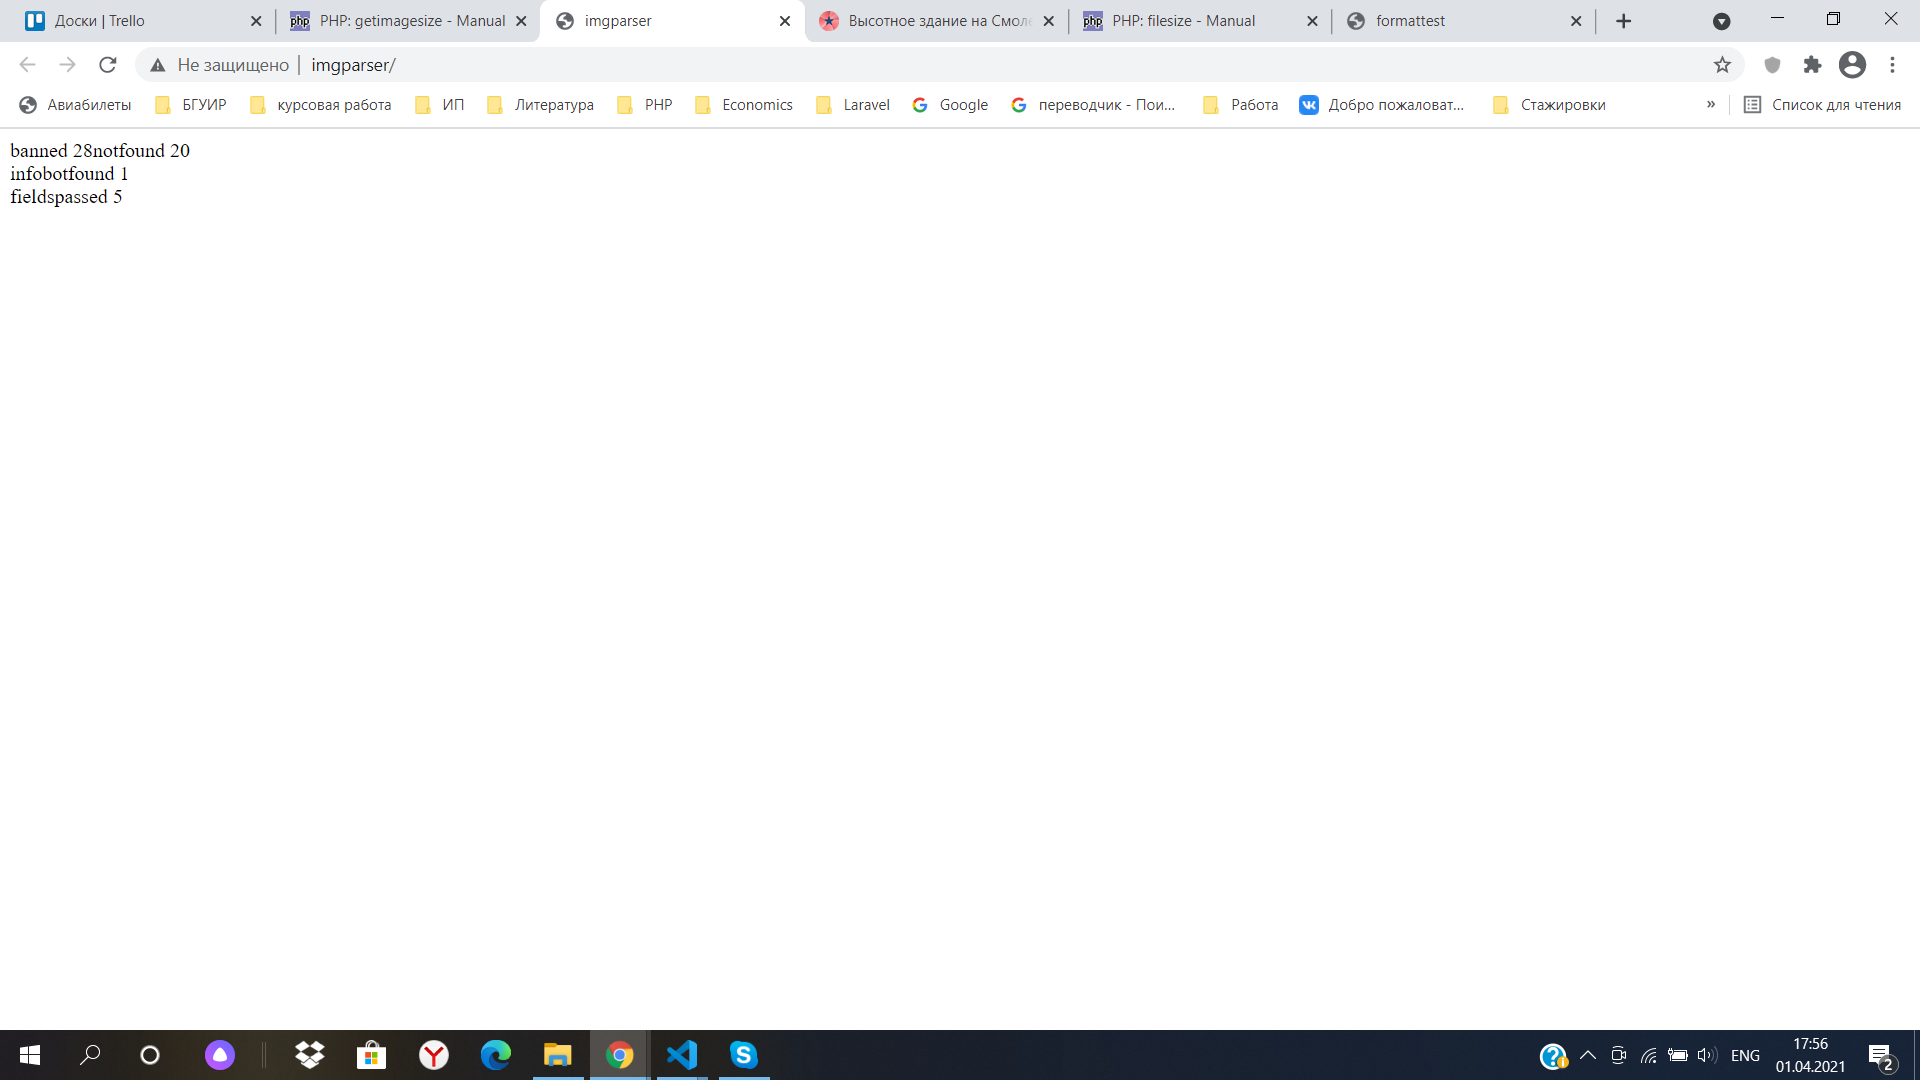 Доски | Trello
PHP: getimagesize - Manual
imgparser
Высотное здание на Смол
PHP: filesize - Manual
formattest
Не защищено
imgparser/
Авиабилеты
БГУИР
курсовая работа
ИП
Литература
PHP
Economics
Laravel
Google
переводчик - Пои...
Работа
Добро пожаловат...
Стажировки
»
Список для чтения
banned 28notfound 20
infobotfound 1
fieldspassed 5
ENG
17:56
01.04.2021
2